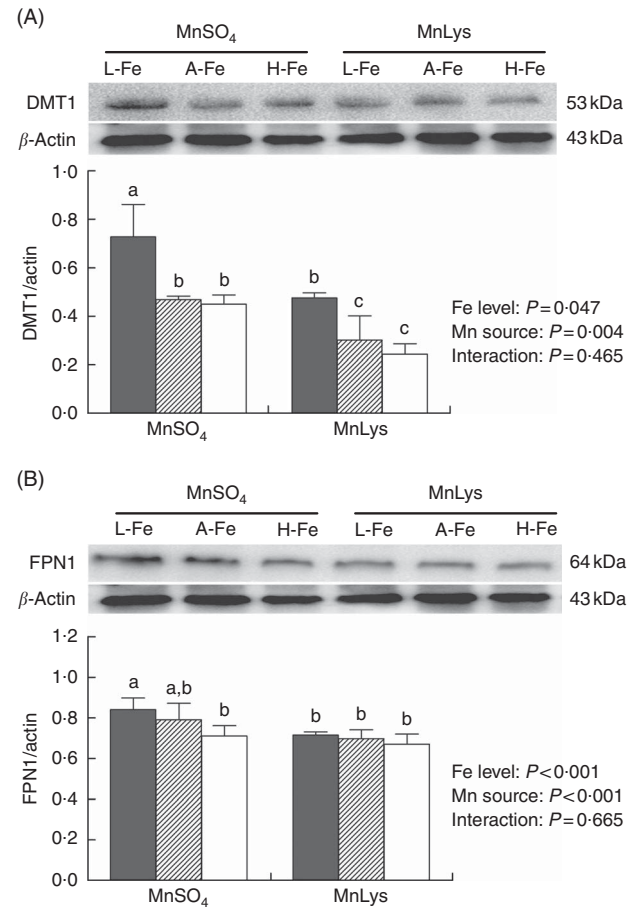 (A)
MnSO₄ MnLys
L-Fe A-Fe H-Fe L-Fe A-Fe H-Fe
DMT1 53 kDa
β-Actin 43 kDa
1·0
0·8
0·6
0·4
0·2
0·0
DMT1/actin
a b b b c c
Fe level: P=0·047
Mn source: P=0·004
Interaction: P=0·465
MnSO₄ MnLys
(B)
MnSO₄ MnLys
L-Fe A-Fe H-Fe L-Fe A-Fe H-Fe
FPN1 64 kDa
β-Actin 43 kDa
1·2
1·0
0·8
0·6
0·4
0·2
0·0
FPN1/actin
a a,b b b b b
Fe level: P<0·001
Mn source: P<0·001
Interaction: P=0·665
MnSO₄ MnLys